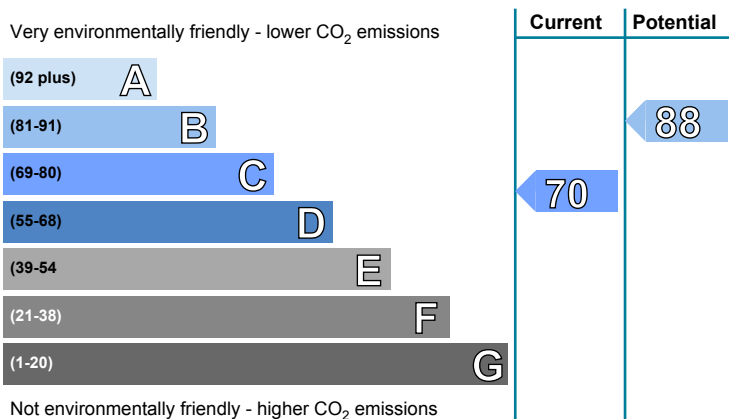 Current Potential
Very environmentally friendly - lower CO₂ emissions
(92 plus) A
(81-91) B
88
(69-80) C
70
(55-68) D
(39-54 E
(21-38) F
(1-20) G
Not environmentally friendly - higher CO₂ emissions